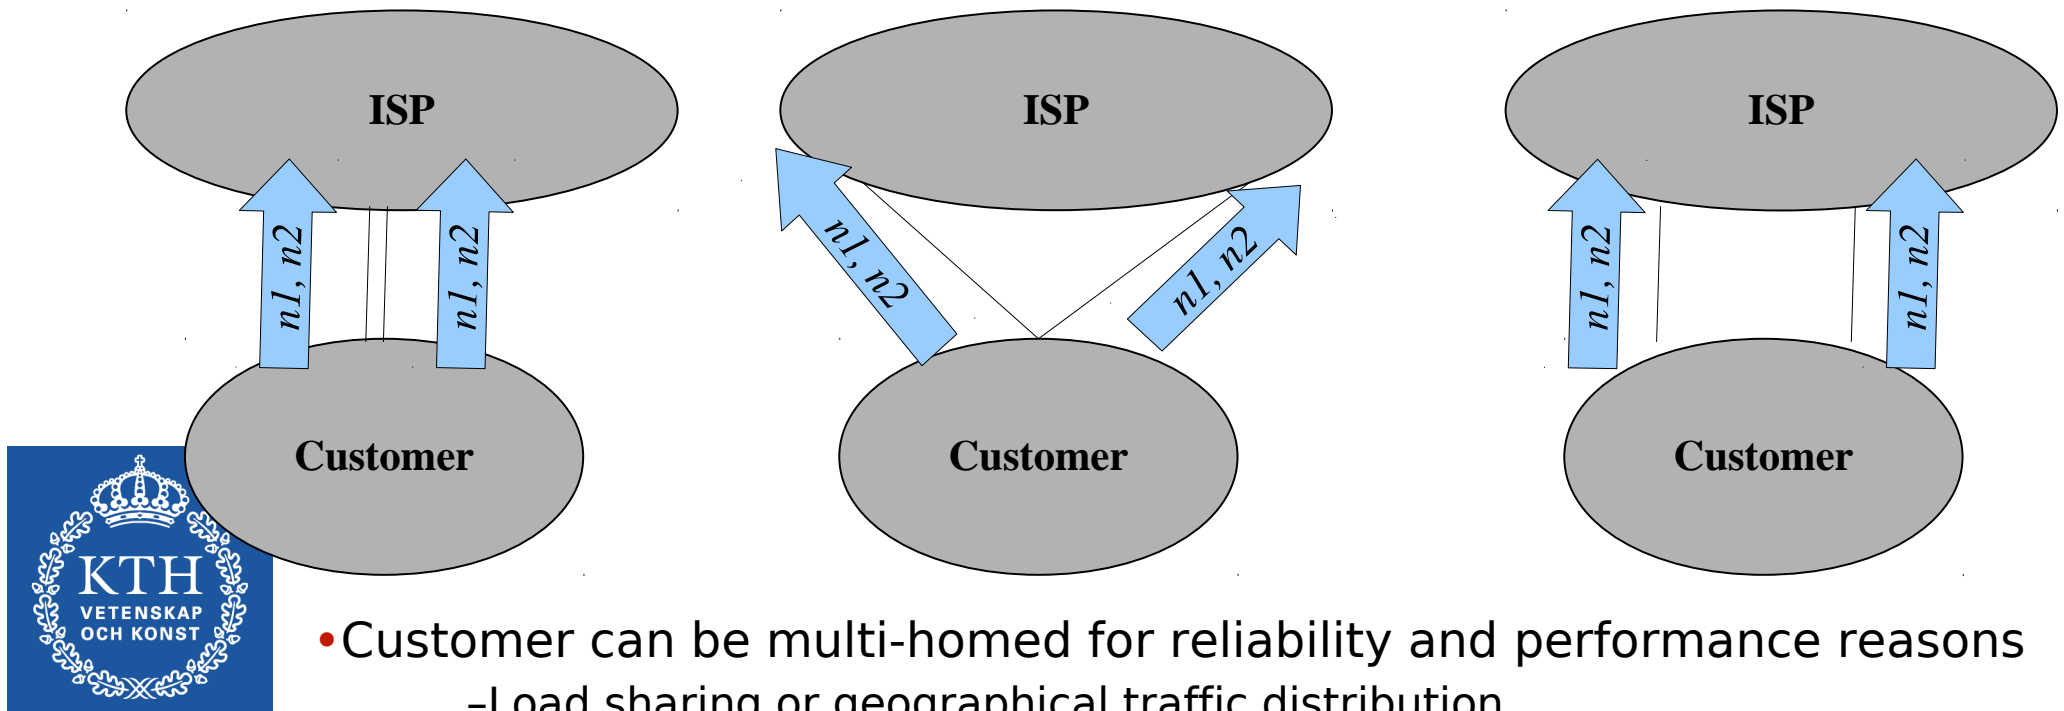 ISP
ISP
ISP
n1, n2
n1, n2
n1, n2
n1, n2
n1, n2
n1, n2
Customer
Customer
Customer
KTH
VETENSKAP
OCH KONST
•Customer can be multi-homed for reliability and performance reasons
–Load sharing or geographical traffic distribution